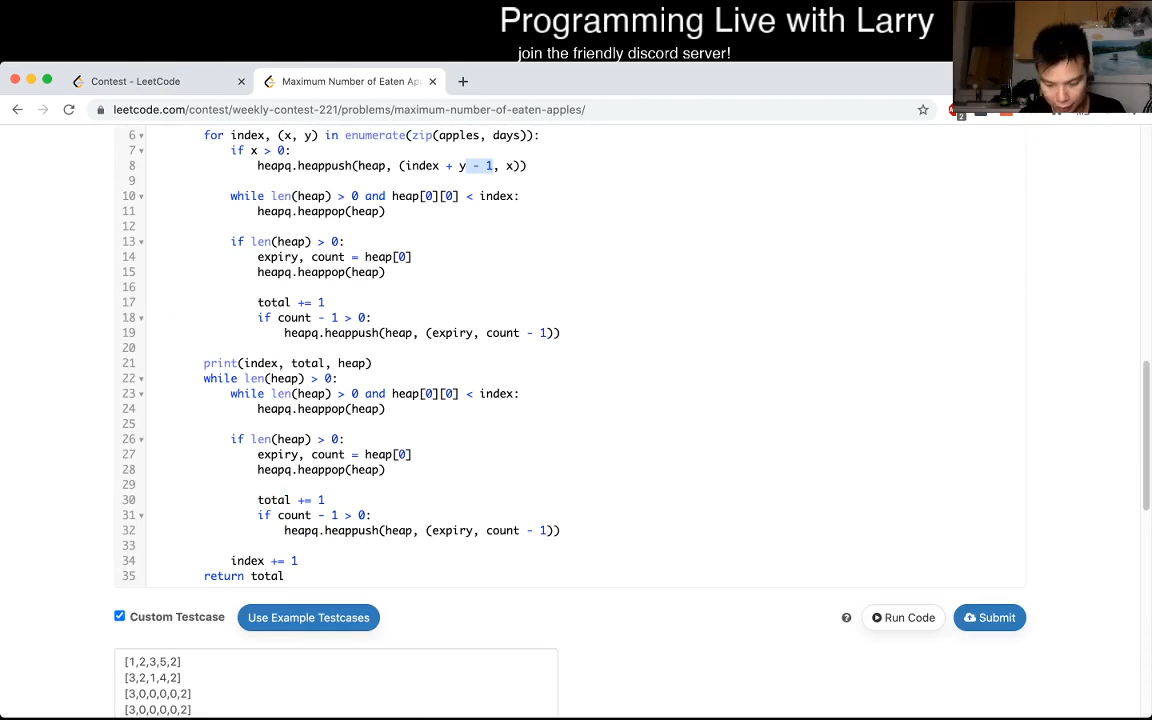 Programming Live with Larry
join the friendly discord server!
Contest - LeetCode
Maximum Number of Eaten Ap
leetcode.com/contest/weekly-contest-221/problems/maximum-number-of-eaten-apples/
2
6 for index, (x, y) in enumerate(zip(apples, days)):
7 if x > 0:
8 heapq.heappush(heap, (index + y - 1, x))
9
10 while len(heap) > 0 and heap[0][0] < index:
11 heapq.heappop(heap)
12
13 if len(heap) > 0:
14 expiry, count = heap[0]
15 heapq.heappop(heap)
16
17 total += 1
18 if count - 1 > 0:
19 heapq.heappush(heap, (expiry, count - 1))
20
21 print(index, total, heap)
22 while len(heap) > 0:
23 while len(heap) > 0 and heap[0][0] < index:
24 heapq.heappop(heap)
25
26 if len(heap) > 0:
27 expiry, count = heap[0]
28 heapq.heappop(heap)
29
30 total += 1
31 if count - 1 > 0:
32 heapq.heappush(heap, (expiry, count - 1))
33
34 index += 1
35 return total
Custom Testcase
Use Example Testcases
Run Code
Submit
[1,2,3,5,2]
[3,2,1,4,2]
[3,0,0,0,0,2]
[3,0,0,0,0,2]